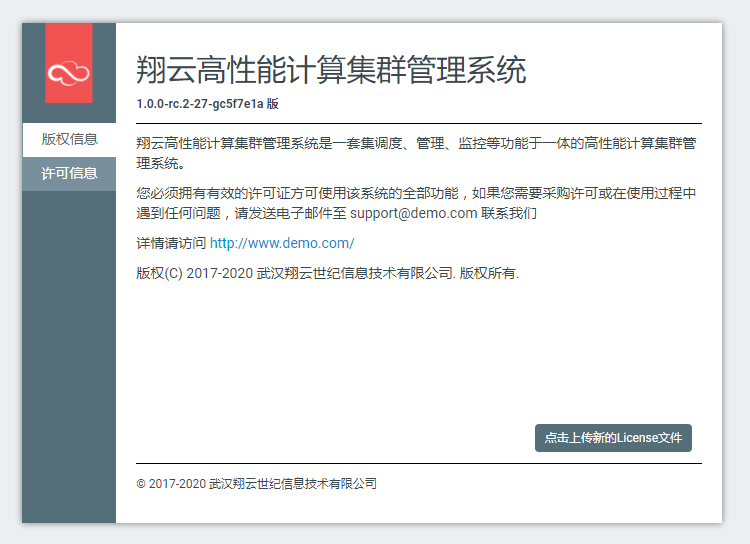 翔云高性能计算集群管理系统
1.0.0-rc.2-27-gc5f7e1a 版
版权信息
许可信息
翔云高性能计算集群管理系统是一套集调度、管理、监控等功能于一体的高性能计算集群管
理系统。
您必须拥有有效的许可证方可使用该系统的全部功能，如果您需要采购许可或在使用过程中
遇到任何问题，请发送电子邮件至 support@demo.com 联系我们
详情请访问 http://www.demo.com/
版权(C) 2017-2020 武汉翔云世纪信息技术有限公司. 版权所有.
点击上传新的License文件
© 2017-2020 武汉翔云世纪信息技术有限公司